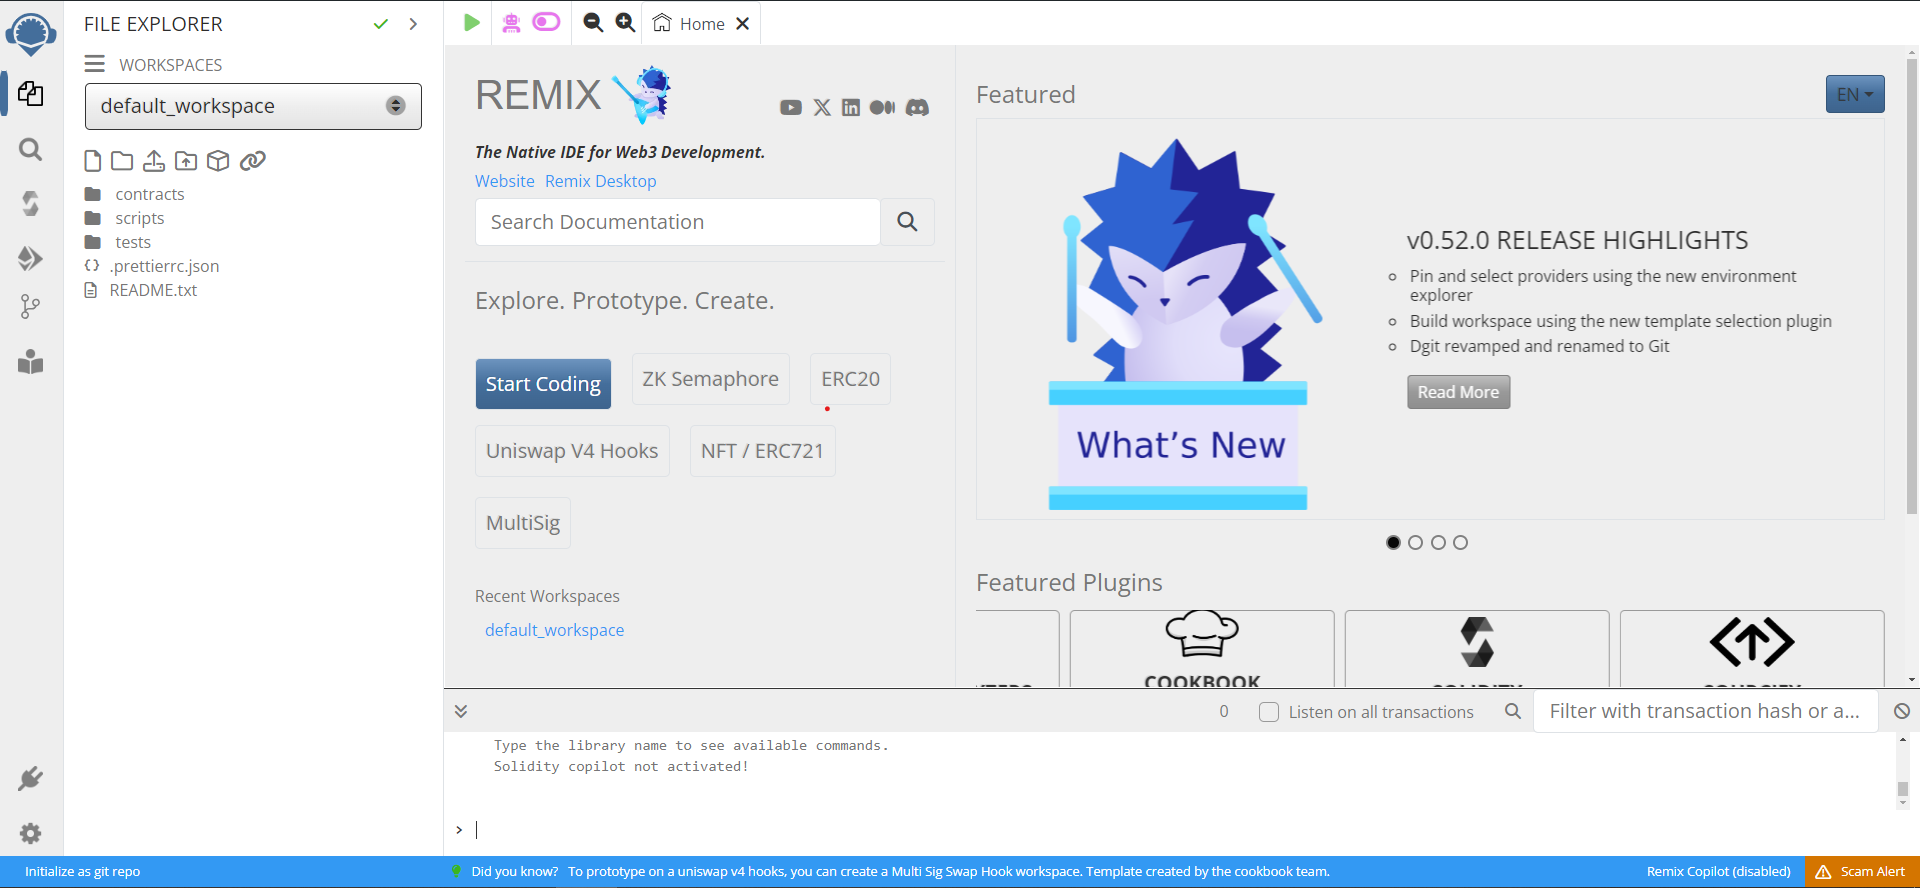 FILE EXPLORER
WORKSPACES
default_workspace
contracts
scripts
tests
.prettierrc.json
README.txt
Initialize as git repo
Home
REMIX
The Native IDE for Web3 Development.
Website Remix Desktop
Search Documentation
Explore. Prototype. Create.
Start Coding
ZK Semaphore
ERC20
Uniswap V4 Hooks
NFT / ERC721
MultiSig
Recent Workspaces
default_workspace
Featured
EN
What's New
v0.52.0 RELEASE HIGHLIGHTS
Pin and select providers using the new environment
explorer
Build workspace using the new template selection plugin
Dgit revamped and renamed to Git
Read More
Featured Plugins
COOKBOOK
SOLIDITY
SOURCIFY
0
Listen on all transactions
Filter with transaction hash or a...
Type the library name to see available commands.
Solidity copilot not activated!
>
Did you know? To prototype on a uniswap v4 hooks, you can create a Multi Sig Swap Hook workspace. Template created by the cookbook team.
Remix Copilot (disabled)
Scam Alert